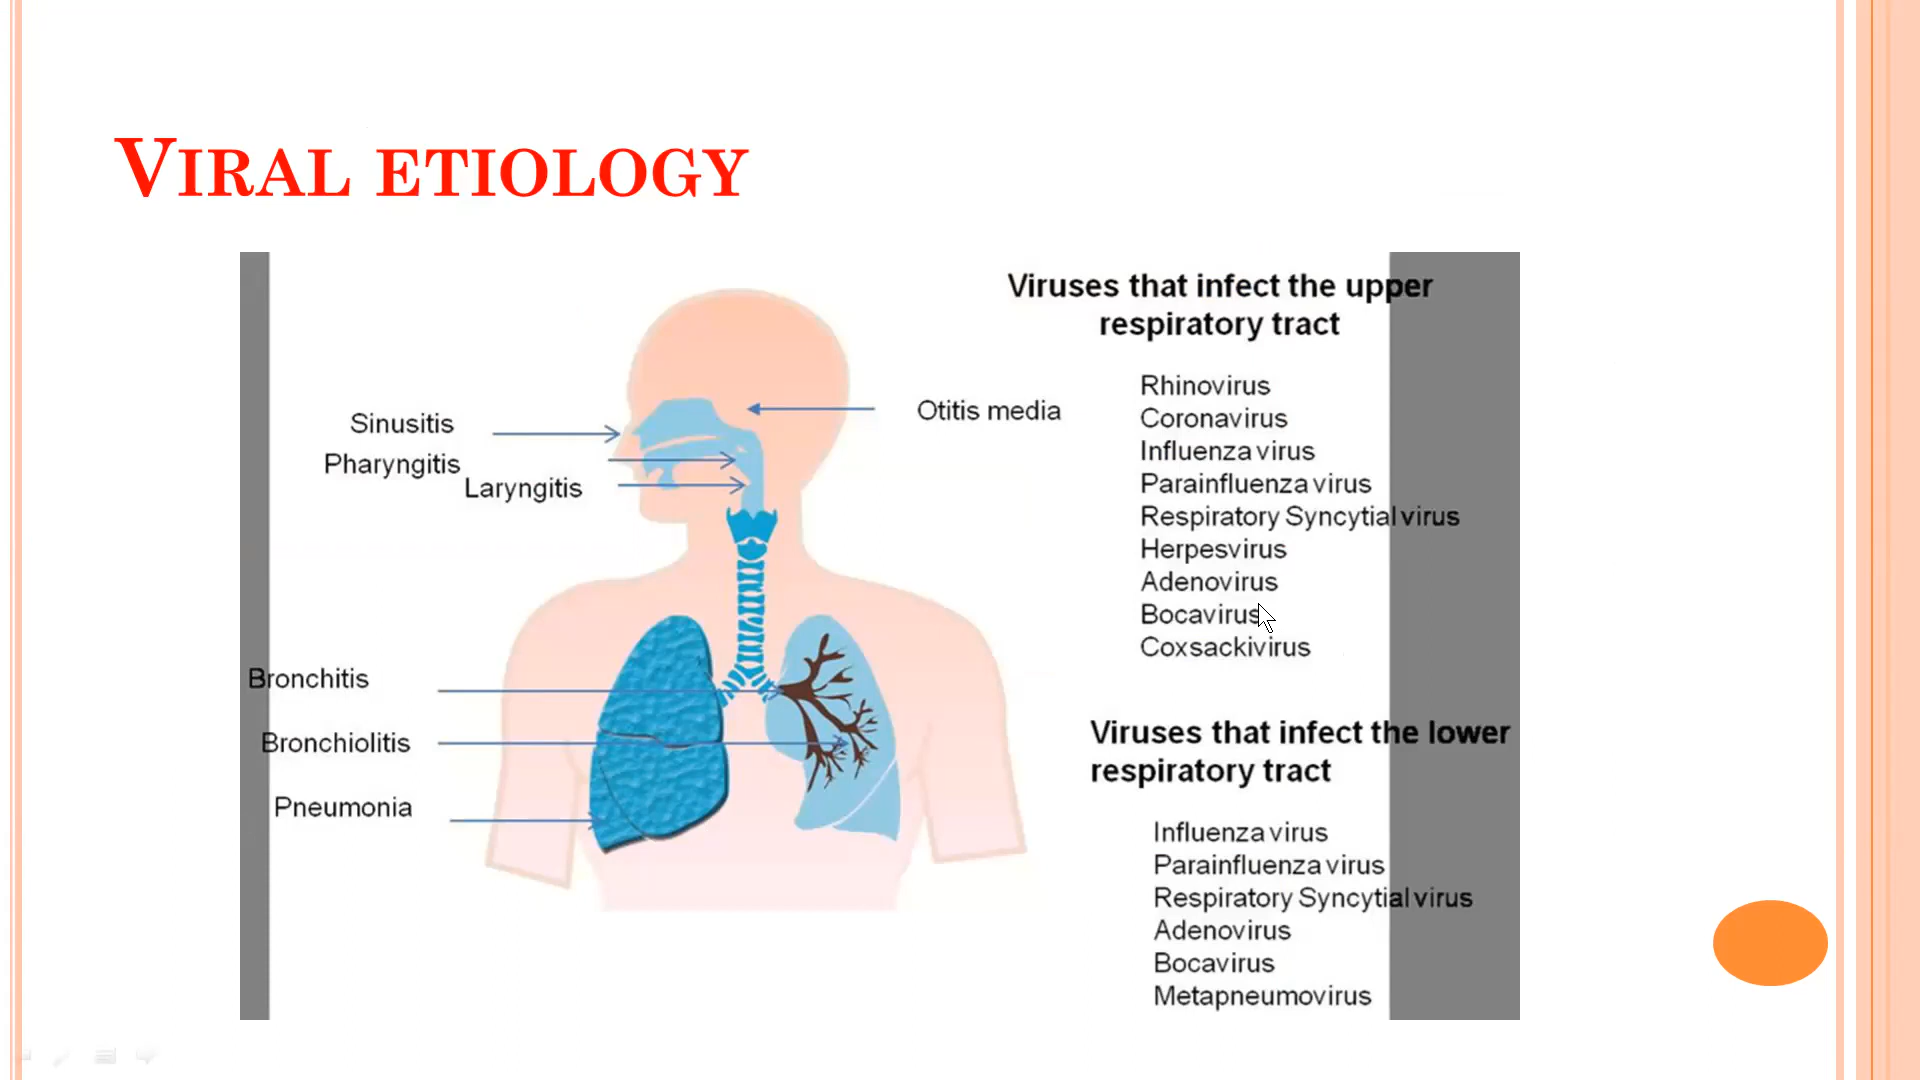 VIRAL ETIOLOGY
Viruses that infect the upper
respiratory tract
Rhinovirus
Coronavirus
Influenza virus
Parainfluenza virus
Respiratory Syncytial virus
Herpesvirus
Adenovirus
Bocavirus
Coxsackivirus
Sinusitis
Pharyngitis
Laryngitis
Otitis media
Bronchitis
Bronchiolitis
Pneumonia
Viruses that infect the lower
respiratory tract
Influenza virus
Parainfluenza virus
Respiratory Syncytial virus
Adenovirus
Bocavirus
Metapneumovirus